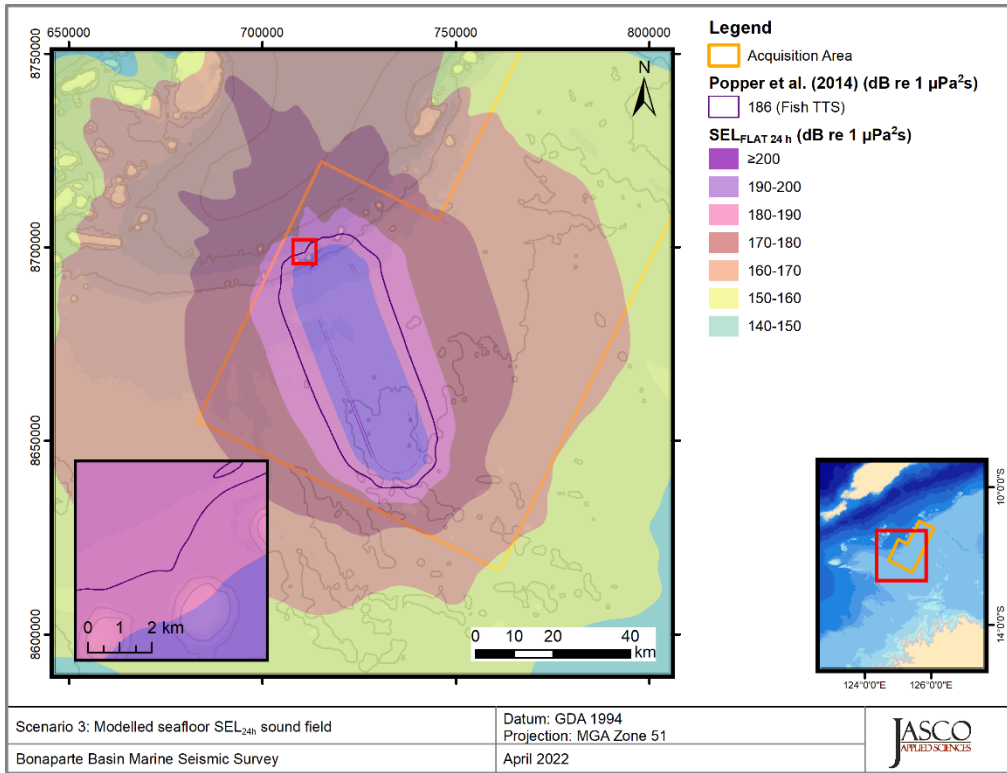 650000 700000 750000 800000
8750000
8700000
8650000
8600000
N
0 1 2 km
0 10 20 40
km
Legend
Acquisition Area
Popper et al. (2014) (dB re 1 µPa²s)
186 (Fish TTS)
SELFLAT 24 h (dB re 1 µPa²s)
≥200
190-200
180-190
170-180
160-170
150-160
140-150
10°0'0"S
14°0'0"S
124°0'0"E 126°0'0"E
Scenario 3: Modelled seafloor SEL24h sound field
Bonaparte Basin Marine Seismic Survey
Datum: GDA 1994
Projection: MGA Zone 51
April 2022
JASCO
APPLIED SCIENCES